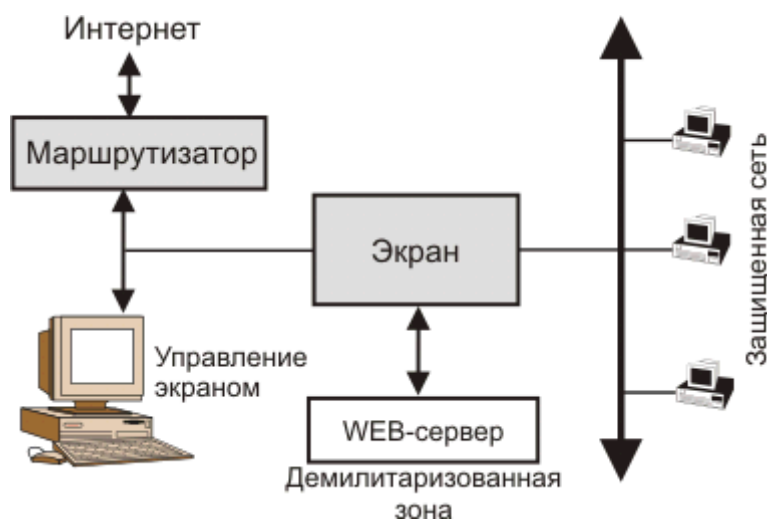 Интернет
Маршрутизатор
Экран
Управление
экраном
WEB-сервер
Демилитаризованная
зона
Защищенная сеть